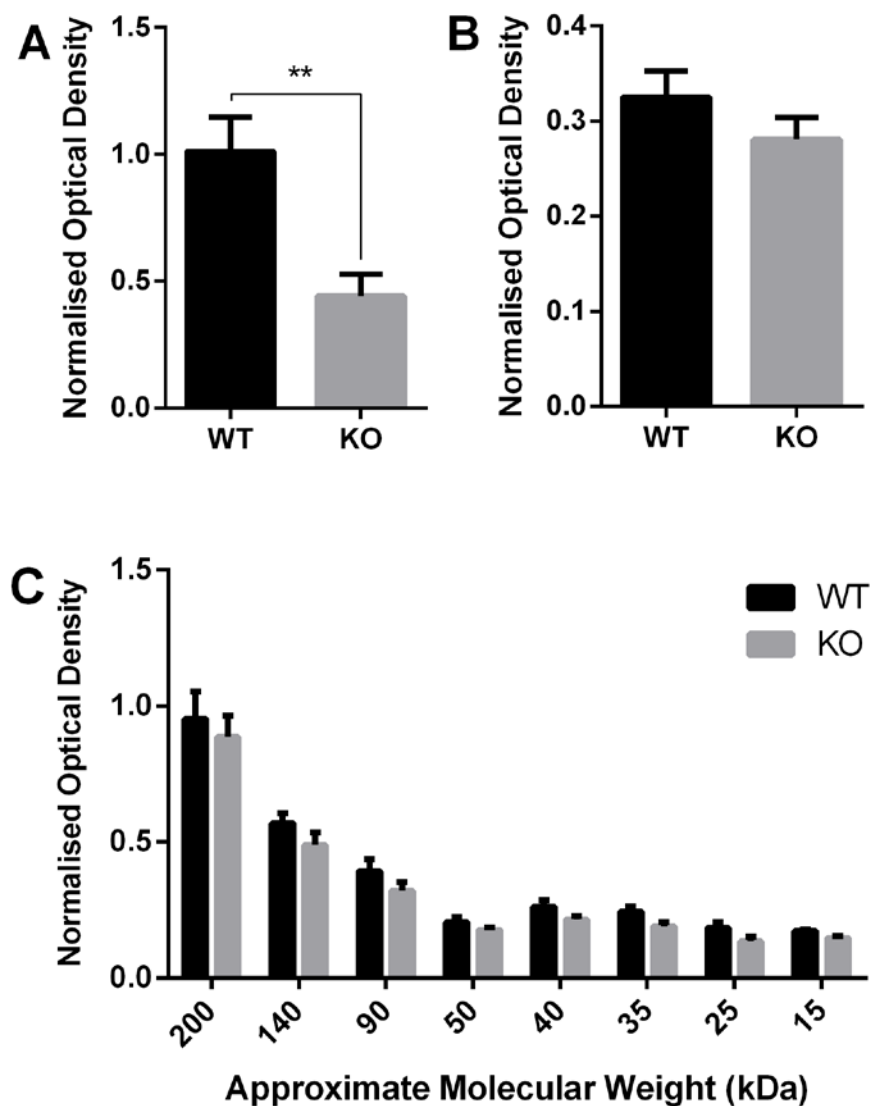 A
Normalised Optical Density
1.5
1.0
0.5
0.0
**
WT
KO
B
Normalised Optical Density
0.4
0.3
0.2
0.1
0.0
WT
KO
C
Normalised Optical Density
1.5
1.0
0.5
0.0
WT
KO
200
140
90
50
40
35
25
15
Approximate Molecular Weight (kDa)